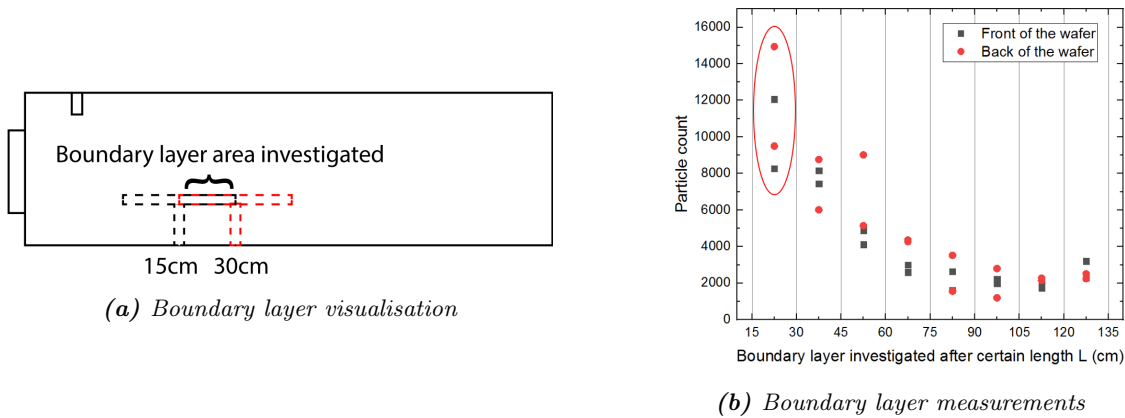 Boundary layer area investigated
15cm 30cm
(a) Boundary layer visualisation
16000
14000
12000
10000
8000
6000
4000
2000
0
Particle count
Front of the wafer
Back of the wafer
15 30 45 60 75 90 105 120 135
Boundary layer investigated after certain length L (cm)
(b) Boundary layer measurements